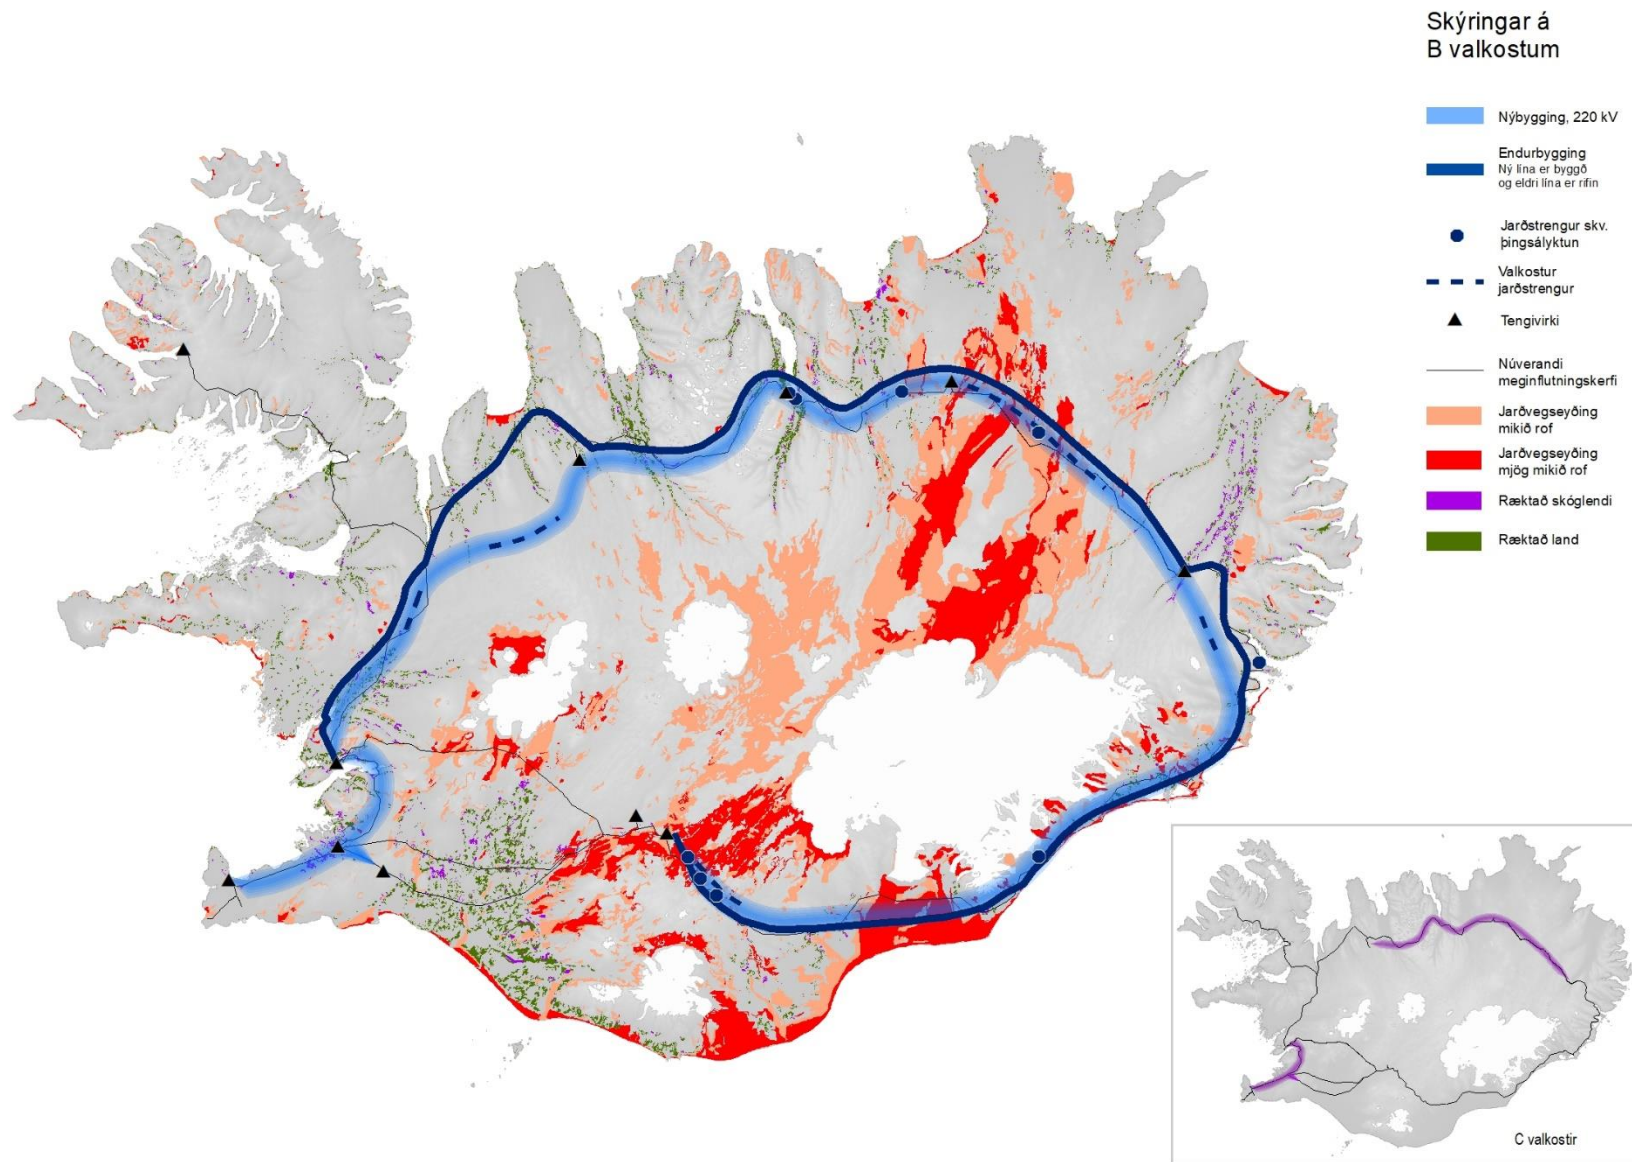 Skýringar á
B valkostum
Nýbygging, 220 kV
Endurbygging
Ný lína er byggð
og eldri lína er rifin
Jarðstrengur skv.
þingsályktun
Valkostur
jarðstrengur
Tengivirki
Núverandi
meginflutningskerfi
Jarðvegseyðing
mikið rof
Jarðvegseyðing
mjög mikið rof
Ræktað skóglendi
Ræktað land
C valkostir